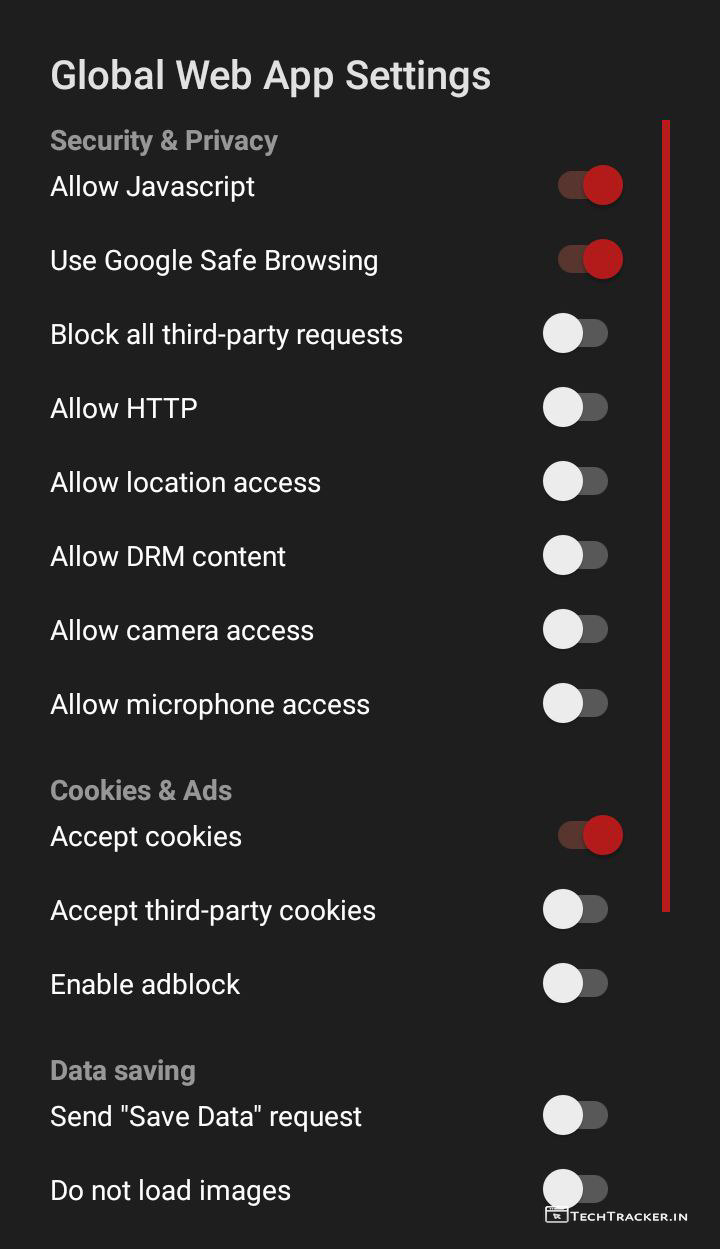 Global Web App Settings
Security & Privacy
Allow Javascript
Use Google Safe Browsing
Block all third-party requests
Allow HTTP
Allow location access
Allow DRM content
Allow camera access
Allow microphone access
Cookies & Ads
Accept cookies
Accept third-party cookies
Enable adblock
Data saving
Send "Save Data" request
Do not load images
TECHTRACKER.IN